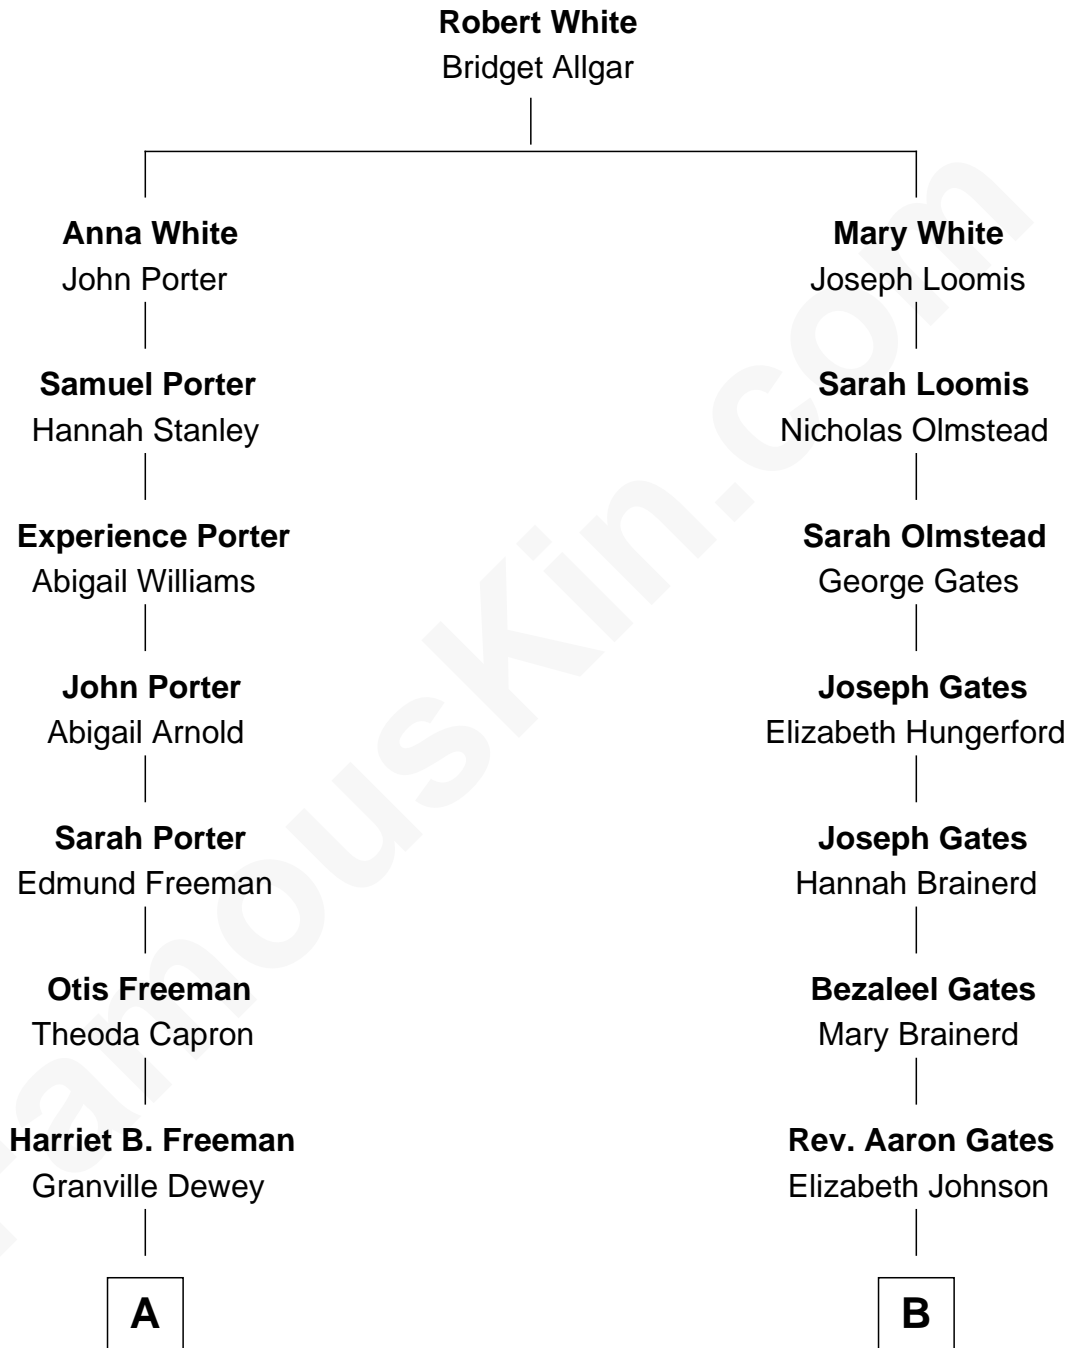 Robert White
Bridget Allgar
Anna White
John Porter
Mary White
Joseph Loomis
Samuel Porter
Hannah Stanley
Sarah Loomis
Nicholas Olmstead
Experience Porter
Abigail Williams
Sarah Olmstead
George Gates
John Porter
Abigail Arnold
Joseph Gates
Elizabeth Hungerford
Sarah Porter
Edmund Freeman
Joseph Gates
Hannah Brainerd
Otis Freeman
Theoda Capron
Bezaleel Gates
Mary Brainerd
Harriet B. Freeman
Granville Dewey
Rev. Aaron Gates
Elizabeth Johnson
A
B
FamousKin.com